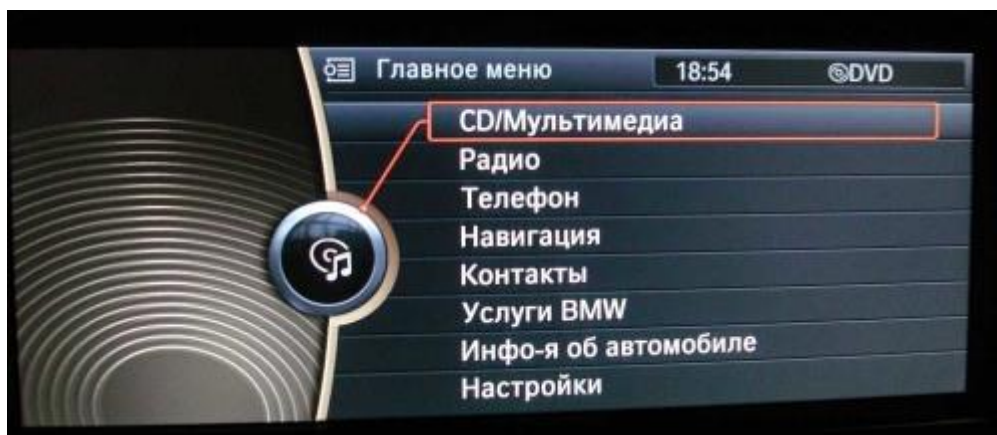 Главное меню 18:54 DVD
CD/Мультимедиа
Радио
Телефон
Навигация
Контакты
Услуги BMW
Инфо-я об автомобиле
Настройки